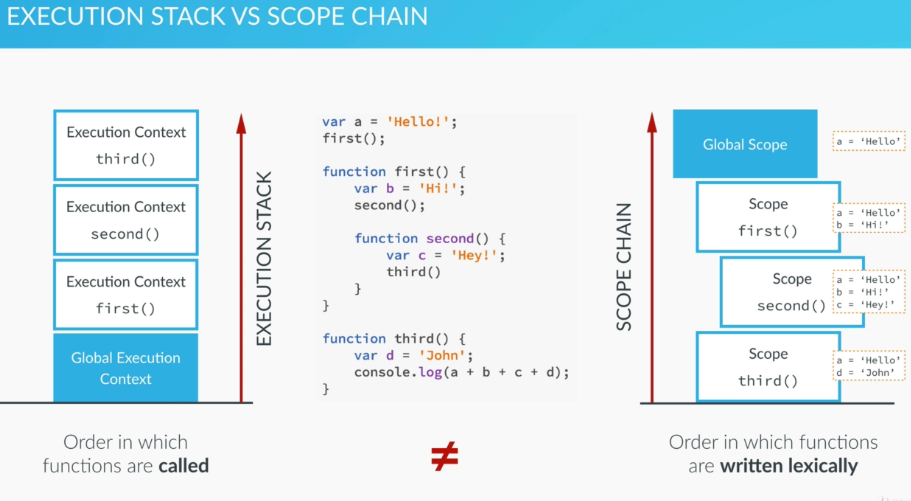 EXECUTION STACK VS SCOPE CHAIN
Execution Context
third()
Execution Context
second()
Execution Context
first()
Global Execution
Context
EXECUTION STACK
Order in which
functions are called
var a = 'Hello!';
first();
function first() {
var b = 'Hi!';
second();
function second() {
var c = 'Hey!';
third()
}
}
function third() {
var d = 'John';
console.log(a + b + c + d);
}
≠
SCOPE CHAIN
Global Scope
a = ‘Hello’
Scope
first()
a = ‘Hello’
b = ‘Hi!’
Scope
second()
a = ‘Hello’
b = ‘Hi!’
c = ‘Hey!’
Scope
third()
a = ‘Hello’
d = ‘John’
Order in which functions
are written lexically